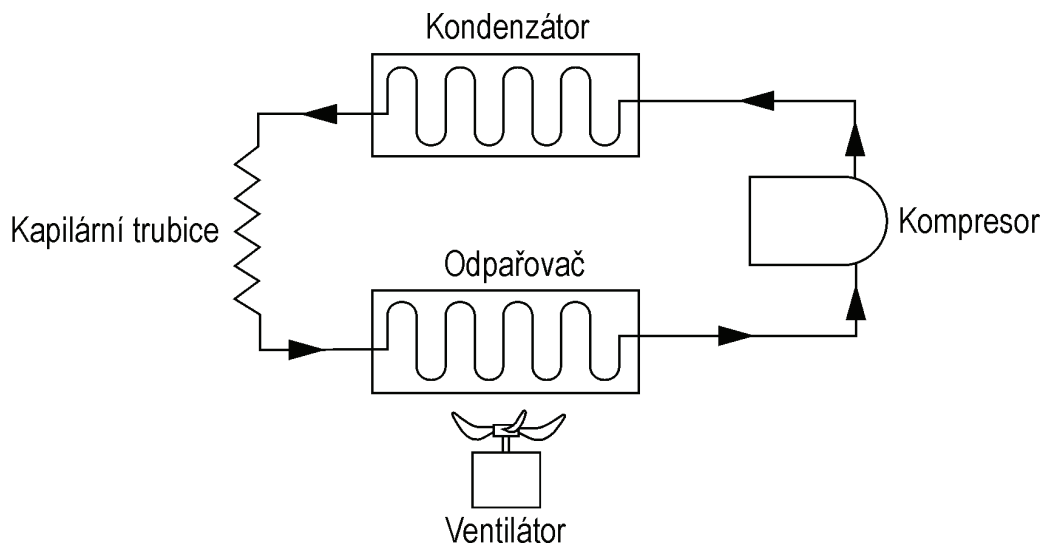 Kondenzátor
Kapilární trubice
Kompresor
Odpařovač
Ventilátor